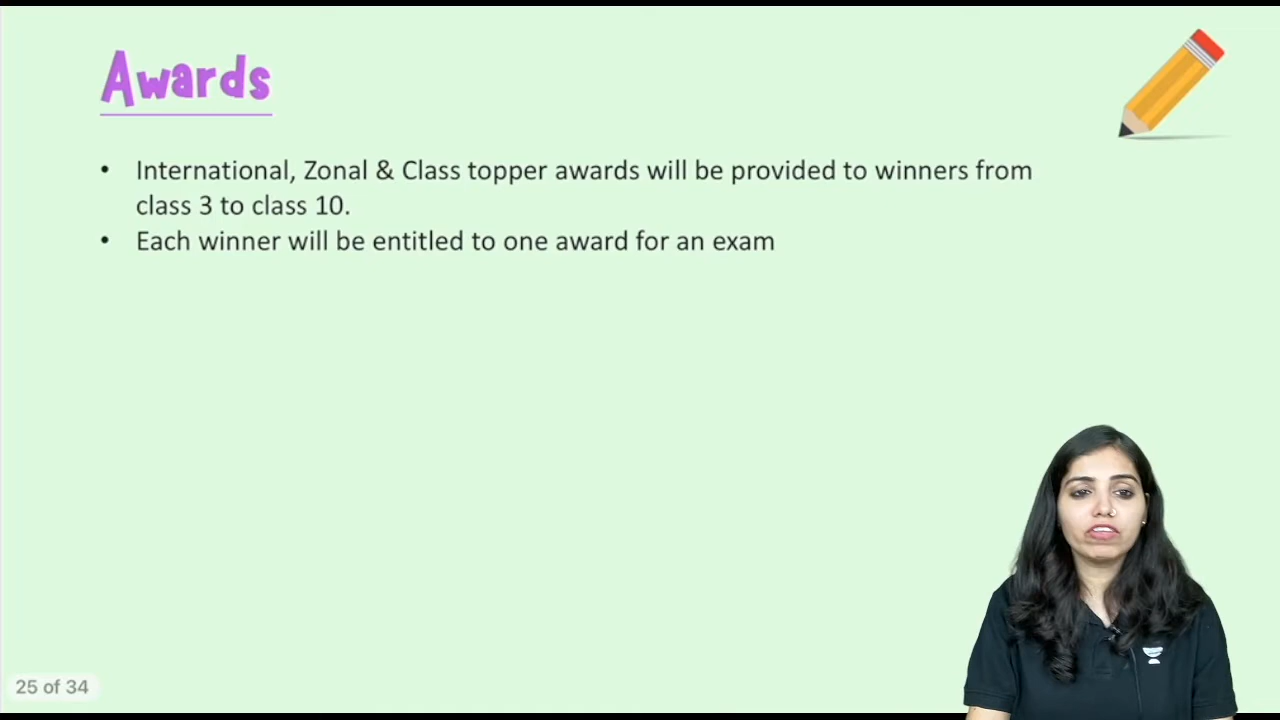 Awards
• International, Zonal & Class topper awards will be provided to winners from
class 3 to class 10.
• Each winner will be entitled to one award for an exam
25 of 34